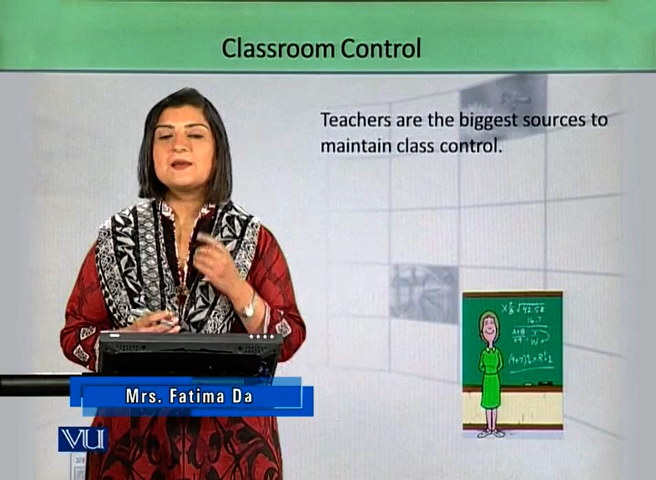 Classroom Control
Teachers are the biggest sources to
maintain class control.
Mrs. Fatima Da
VU